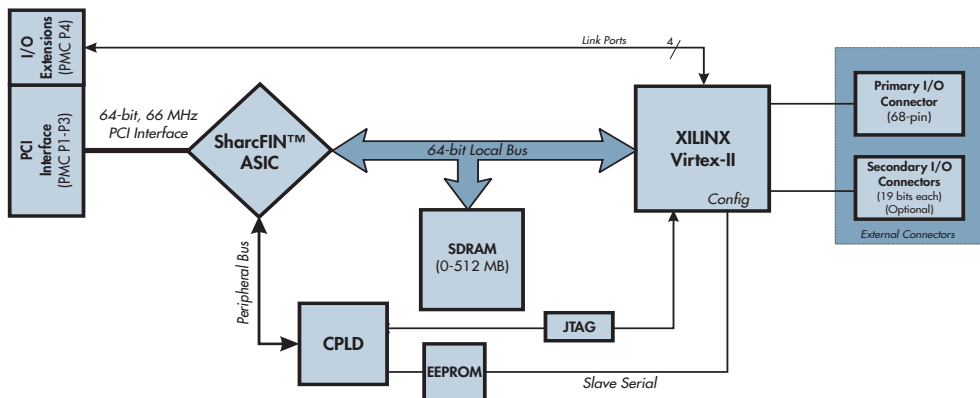 I/O
Extensions
(PMC P4)
PCI
Interface
(PMC P1-P3)
64-bit, 66 MHz
PCI Interface
SharcFIN™
ASIC
Link Ports
4
64-bit Local Bus
XILINX
Virtex-II
Config
Primary I/O
Connector
(68-pin)
Secondary I/O
Connectors
(19 bits each)
(Optional)
External Connectors
SDRAM
(0-512 MB)
Peripheral Bus
CPLD
JTAG
EEPROM
Slave Serial